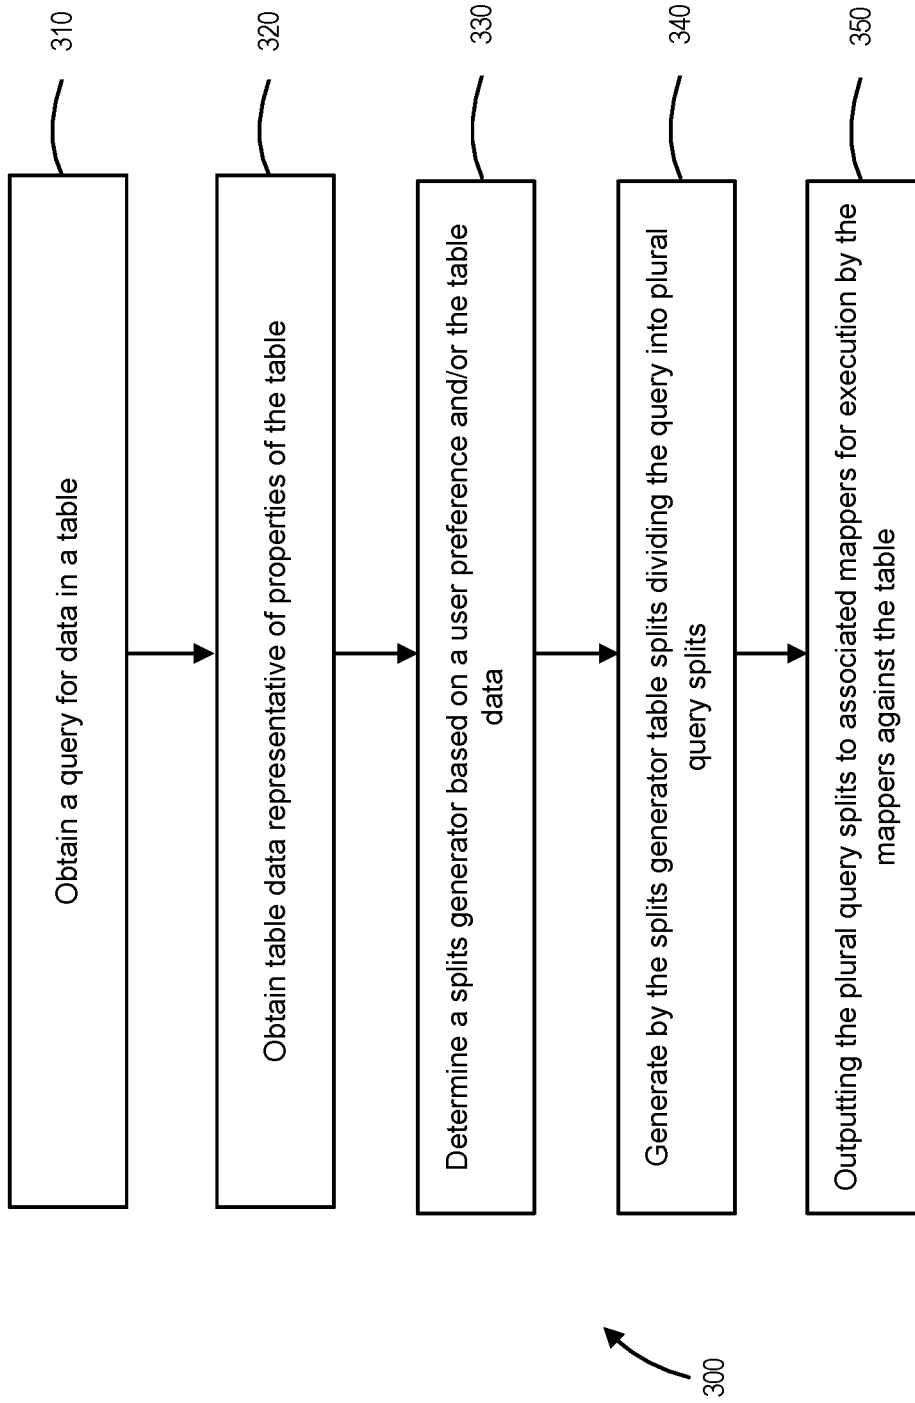 Obtain a query for data in a table
310
Obtain table data representative of properties of the table
320
Determine a splits generator based on a user preference and/or the table
data
330
Generate by the splits generator table splits dividing the query into plural
query splits
340
Outputting the plural query splits to associated mappers for execution by the
mappers against the table
350
300